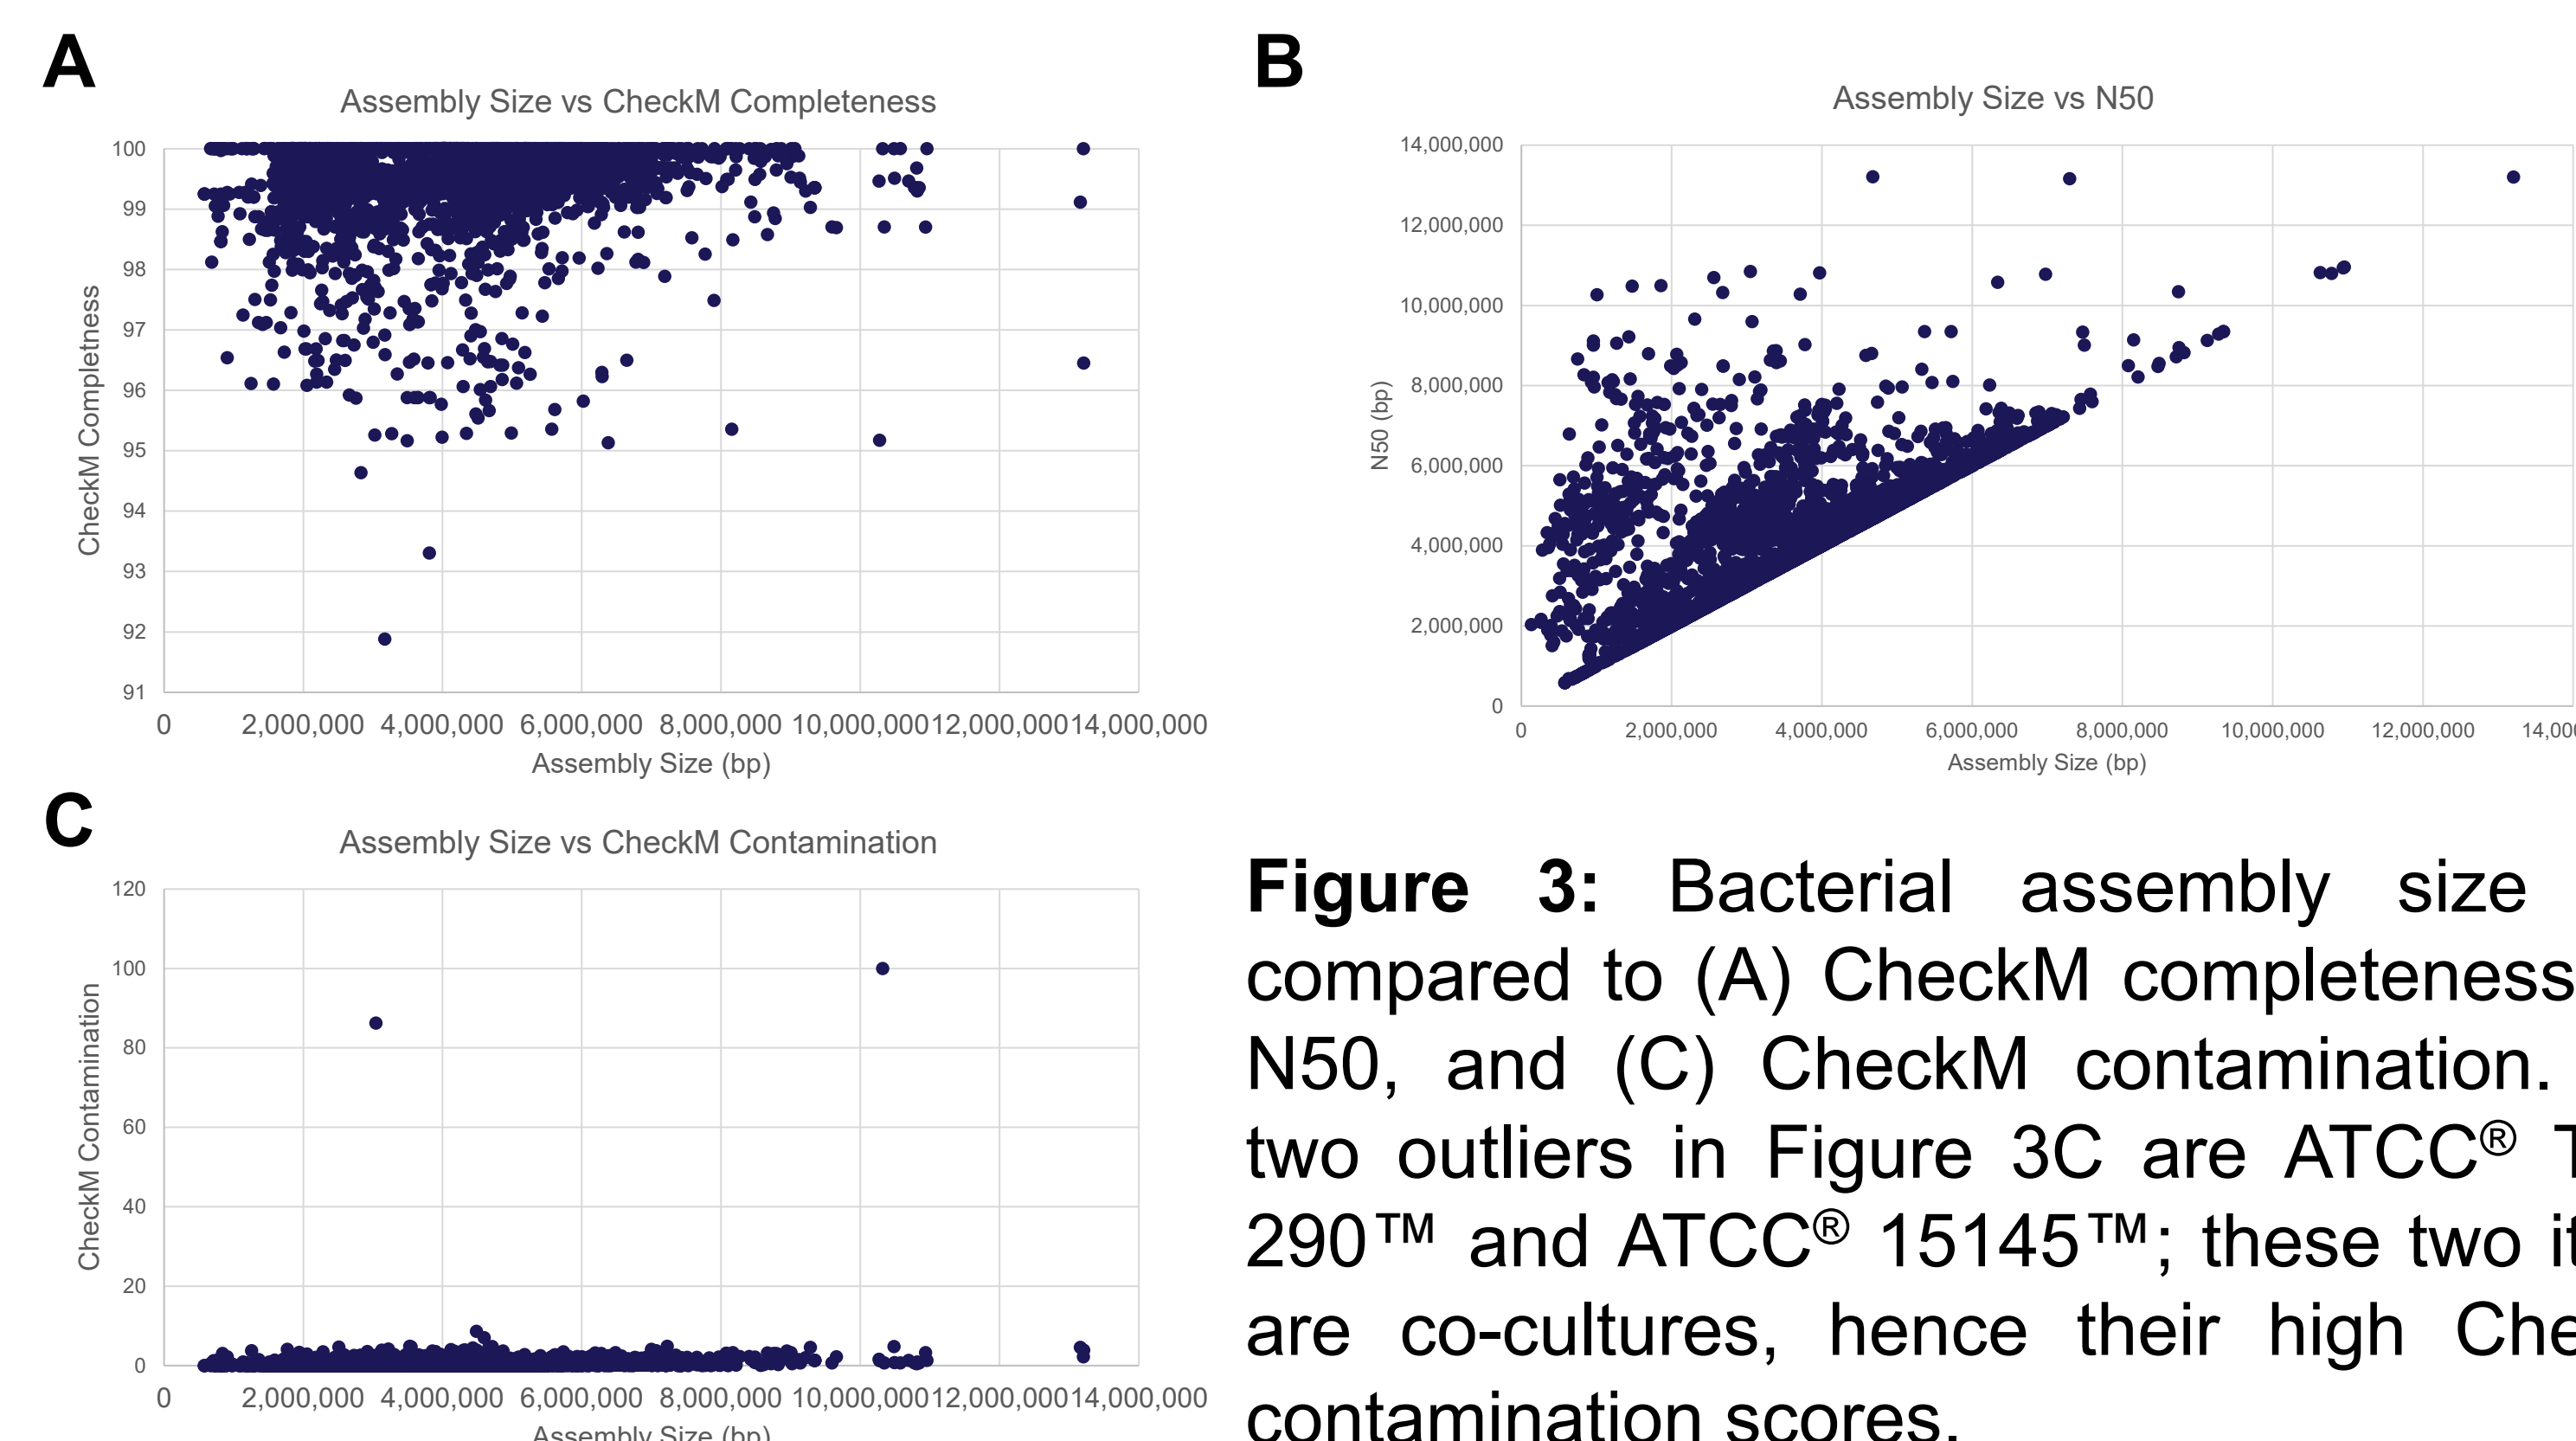 A
Assembly Size vs CheckM Completeness
100
99
98
97
96
95
94
93
92
91
CheckM Completness
0 2,000,000 4,000,000 6,000,000 8,000,000 10,000,000 12,000,000 14,000,000
Assembly Size (bp)
B
Assembly Size vs N50
14,000,000
12,000,000
10,000,000
8,000,000
6,000,000
4,000,000
2,000,000
0
N50 (bp)
0 2,000,000 4,000,000 6,000,000 8,000,000 10,000,000 12,000,000
Assembly Size (bp)
C
Assembly Size vs CheckM Contamination
120
100
80
60
40
20
0
CheckM Contamination
0 2,000,000 4,000,000 6,000,000 8,000,000 10,000,000 12,000,000 14,000,000
Assembly Size (bp)
Figure 3: Bacterial assembly size
compared to (A) CheckM completeness
N50, and (C) CheckM contamination.
two outliers in Figure 3C are ATCC®
290™ and ATCC® 15145™; these two
are co-cultures, hence their high
contamination scores.